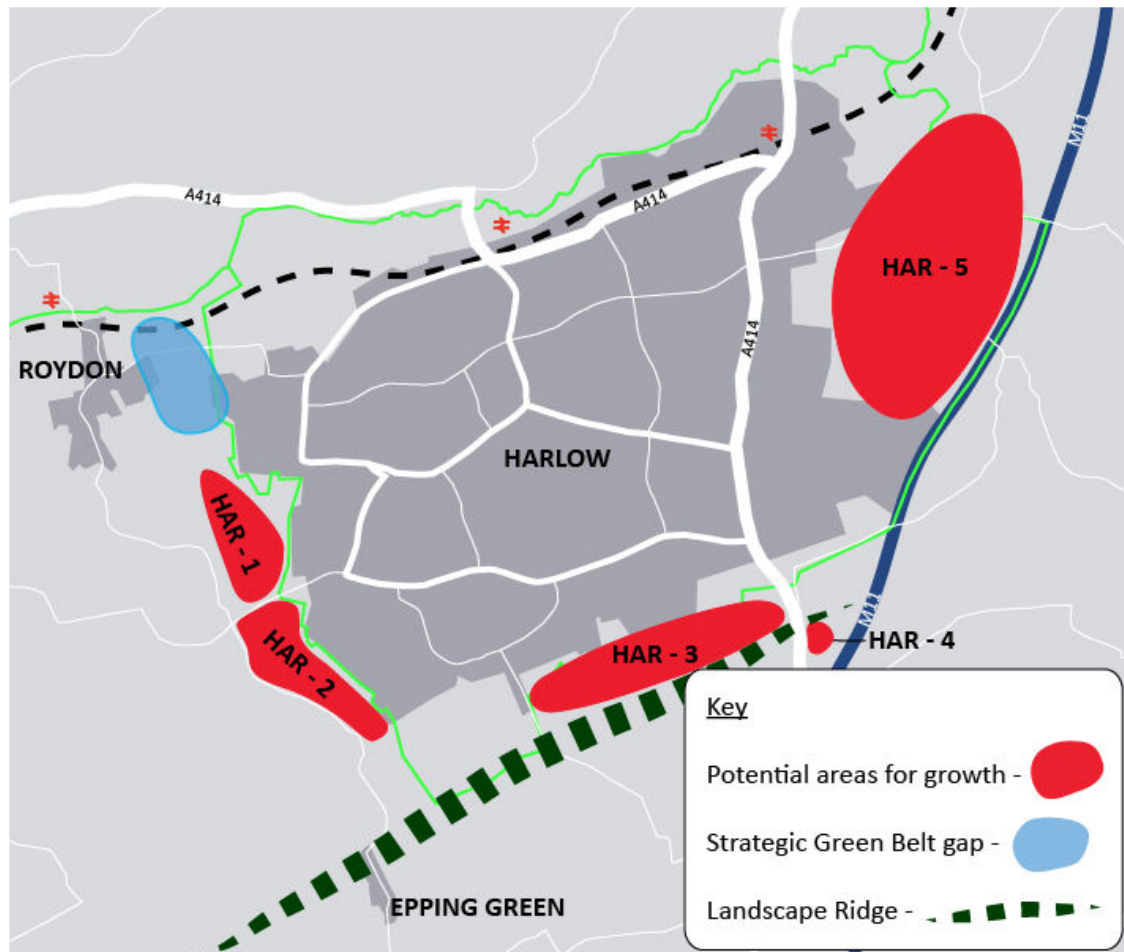 M11
A414
A414
HAR - 5
A414
ROYDON
HARLOW
HAR - 1
M11
HAR - 4
HAR - 3
HAR - 2
Key
Potential areas for growth -
Strategic Green Belt gap -
EPPING GREEN
Landscape Ridge -